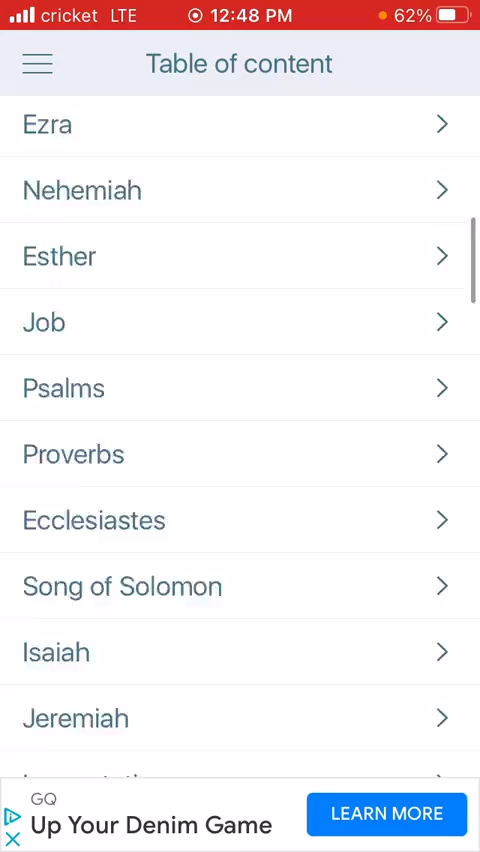 cricket LTE 12:48 PM 62%
Table of content
Ezra
Nehemiah
Esther
Job
Psalms
Proverbs
Ecclesiastes
Song of Solomon
Isaiah
Jeremiah
GQ
Up Your Denim Game
LEARN MORE